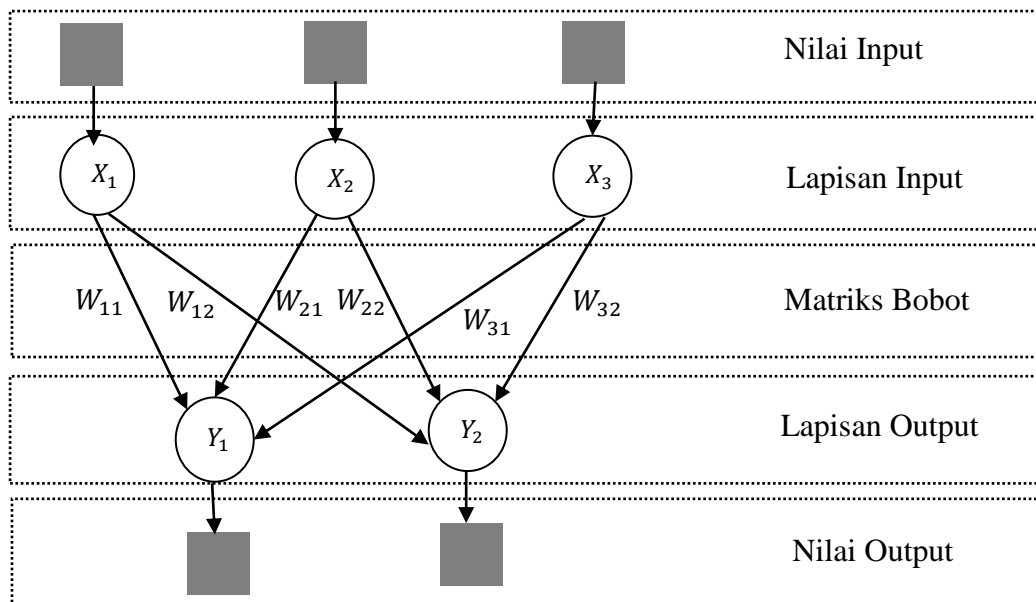 Nilai Input
X₁ X₂ X₃ Lapisan Input
W₁₁ W₁₂ W₂₁ W₂₂ W₃₁ W₃₂ Matriks Bobot
Y₁ Y₂ Lapisan Output
Nilai Output